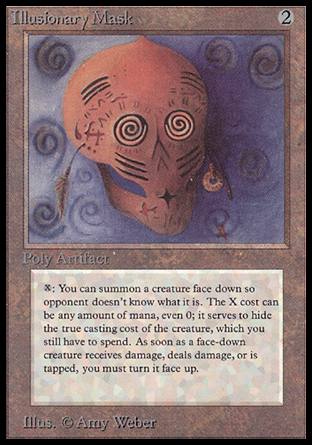 Illusionary Mask 2
Poly Artifact
X: You can summon a creature face down so
opponent doesn't know what it is. The X cost can
be any amount of mana, even 0; it serves to hide
the true casting cost of the creature, which you
still have to spend. As soon as a face-down
creature receives damage, deals damage, or is
tapped, you must turn it face up.
Illus. © Amy Weber